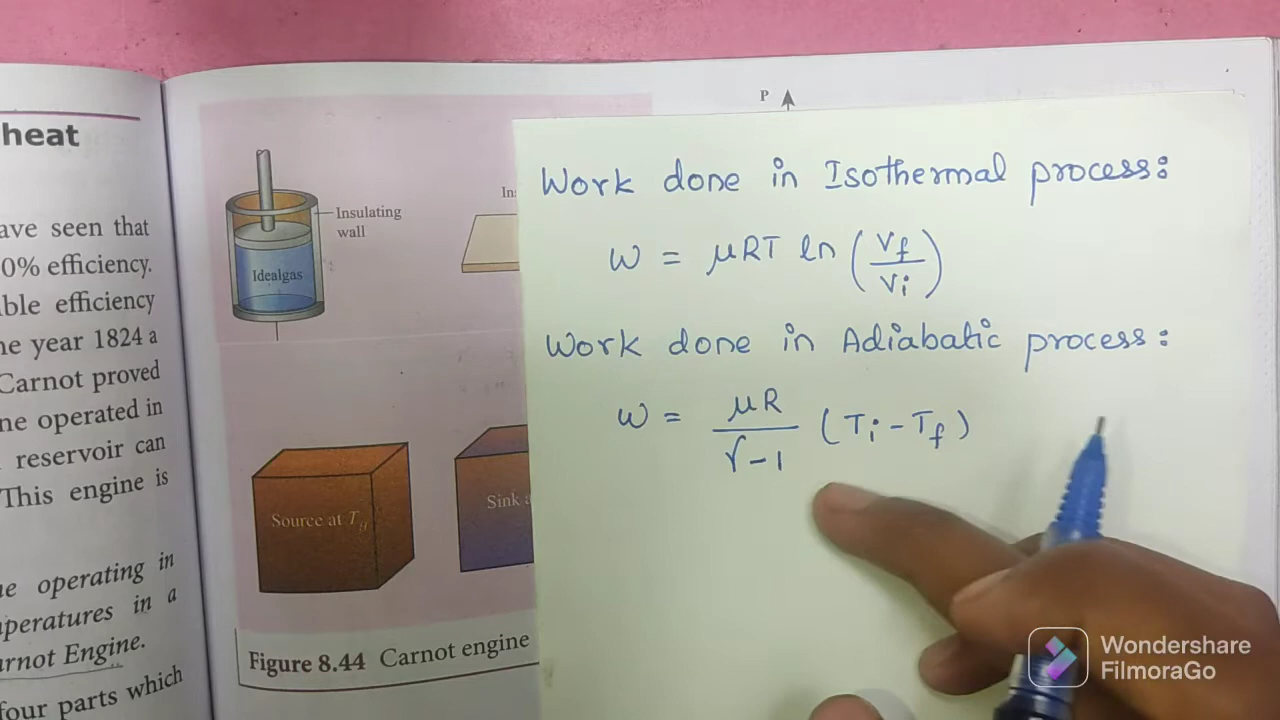 heat
ave seen that
0% efficiency.
ble efficiency
he year 1824 a
Carnot proved
ne operated in
reservoir can
This engine is
ne operating in
mperatures in a
arnot Engine.
four parts which
Insulating
wall
Idealgas
Ins
Source at T_H
Sink a
Figure 8.44 Carnot engine
P
Work done in Isothermal process:
W = μRT ln (Vf/Vi)
Work done in Adiabatic process:
W = μR/γ-1 (Ti - Tf)
Wondershare
FilmoraGo